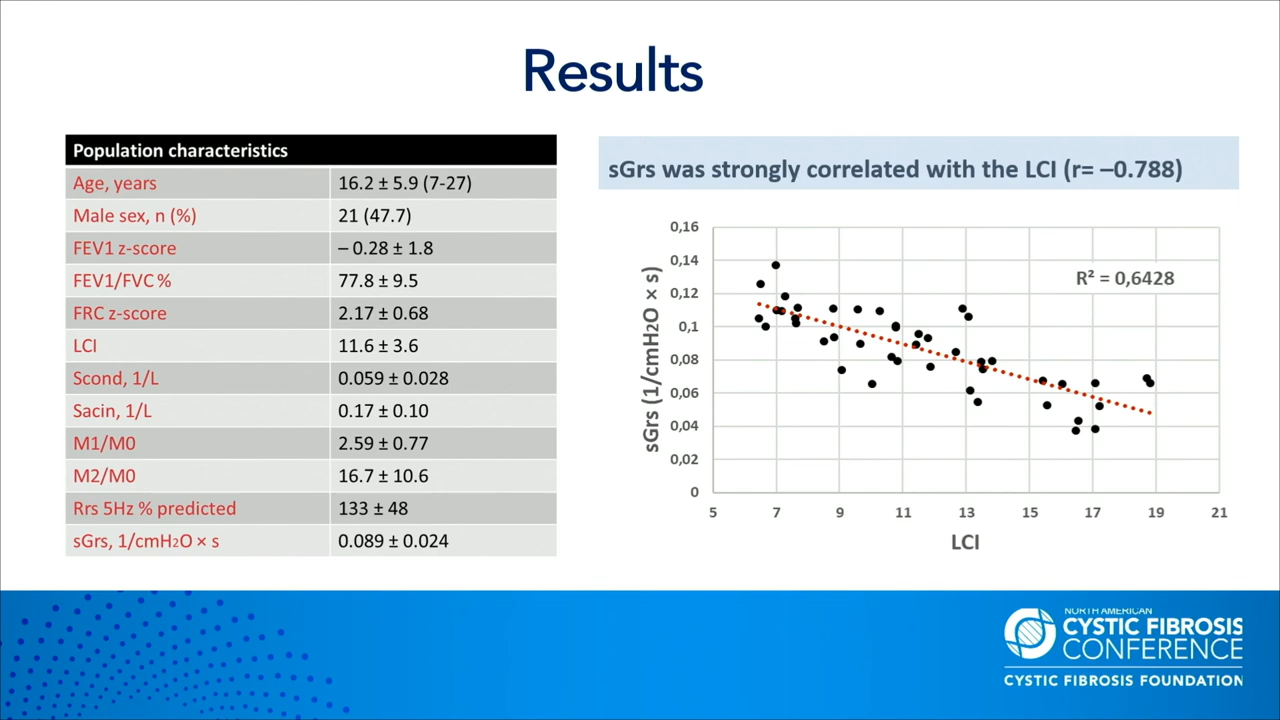 Results
Population characteristics
Age, years 16.2 ± 5.9 (7-27)
Male sex, n (%) 21 (47.7)
FEV1 z-score – 0.28 ± 1.8
FEV1/FVC % 77.8 ± 9.5
FRC z-score 2.17 ± 0.68
LCI 11.6 ± 3.6
Scond, 1/L 0.059 ± 0.028
Sacin, 1/L 0.17 ± 0.10
M1/M0 2.59 ± 0.77
M2/M0 16.7 ± 10.6
Rrs 5Hz % predicted 133 ± 48
sGrs, 1/cmH2O × s 0.089 ± 0.024
sGrs was strongly correlated with the LCI (r= –0.788)
sGrs (1/cmH2O × s)
0,16
0,14
0,12
0,1
0,08
0,06
0,04
0,02
0
R² = 0,6428
5 7 9 11 13 15 17 19 21
LCI
NORTH AMERICAN
CYSTIC FIBROSIS
CONFERENCE
CYSTIC FIBROSIS FOUNDATION